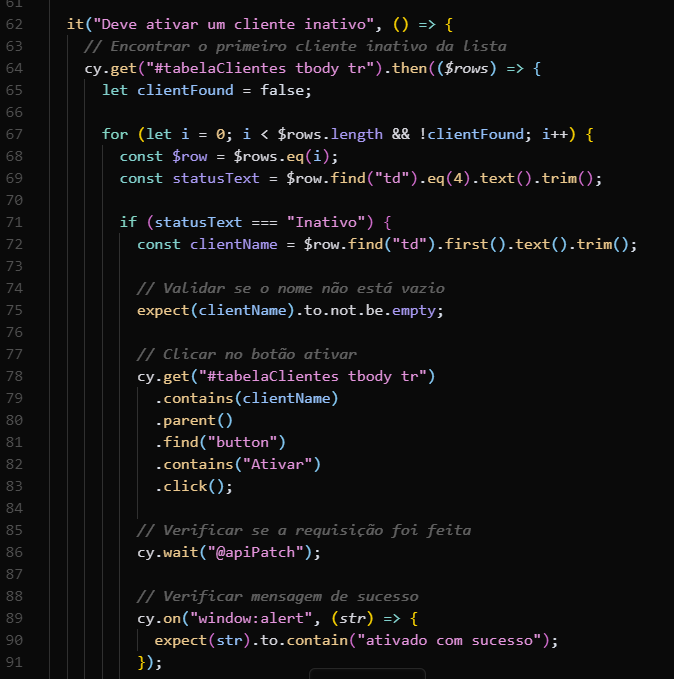 61
62 it("Deve ativar um cliente inativo", () => {
63 // Encontrar o primeiro cliente inativo da lista
64 cy.get("#tabelaClientes tbody tr").then(($rows) => {
65 let clientFound = false;
66
67 for (let i = 0; i < $rows.length && !clientFound; i++) {
68 const $row = $rows.eq(i);
69 const statusText = $row.find("td").eq(4).text().trim();
70
71 if (statusText === "Inativo") {
72 const clientName = $row.find("td").first().text().trim();
73
74 // Validar se o nome não está vazio
75 expect(clientName).to.not.be.empty;
76
77 // Clicar no botão ativar
78 cy.get("#tabelaClientes tbody tr")
79 .contains(clientName)
80 .parent()
81 .find("button")
82 .contains("Ativar")
83 .click();
84
85 // Verificar se a requisição foi feita
86 cy.wait("@apiPatch");
87
88 // Verificar mensagem de sucesso
89 cy.on("window:alert", (str) => {
90 expect(str).to.contain("ativado com sucesso");
91 });